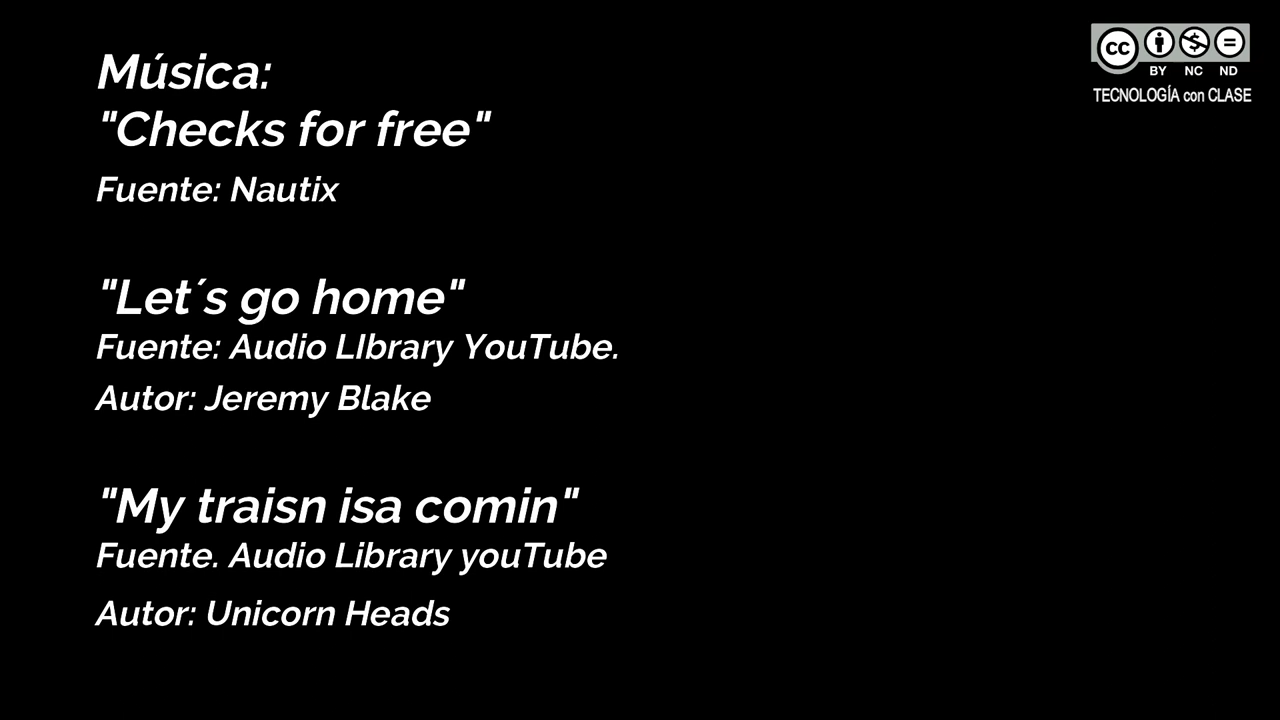 Música:
"Checks for free"
Fuente: Nautix
"Let´s go home"
Fuente: Audio LIbrary YouTube.
Autor: Jeremy Blake
"My traisn isa comin"
Fuente. Audio Library youTube
Autor: Unicorn Heads
cc
BY NC ND
TECNOLOGÍA con CLASE